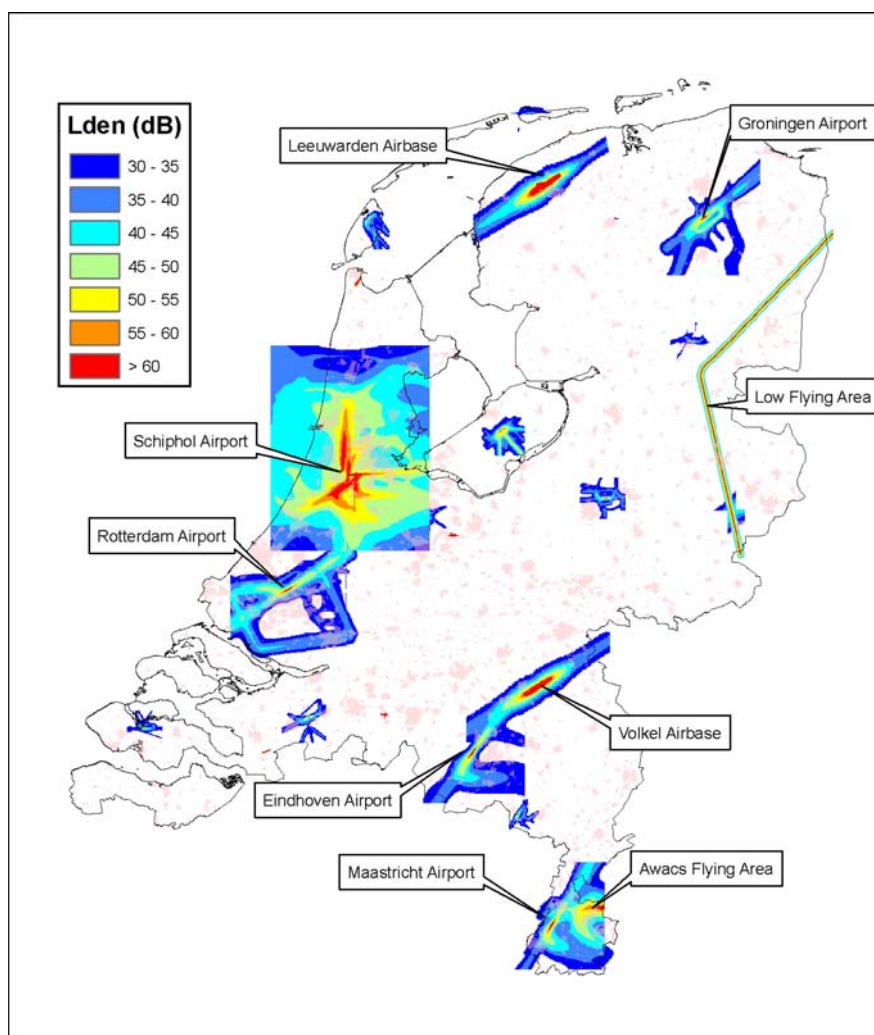 Lden (dB)
30 - 35
35 - 40
40 - 45
45 - 50
50 - 55
55 - 60
> 60
Leeuwarden Airbase
Groningen Airport
Low Flying Area
Schiphol Airport
Rotterdam Airport
Volkel Airbase
Eindhoven Airport
Maastricht Airport
Awacs Flying Area